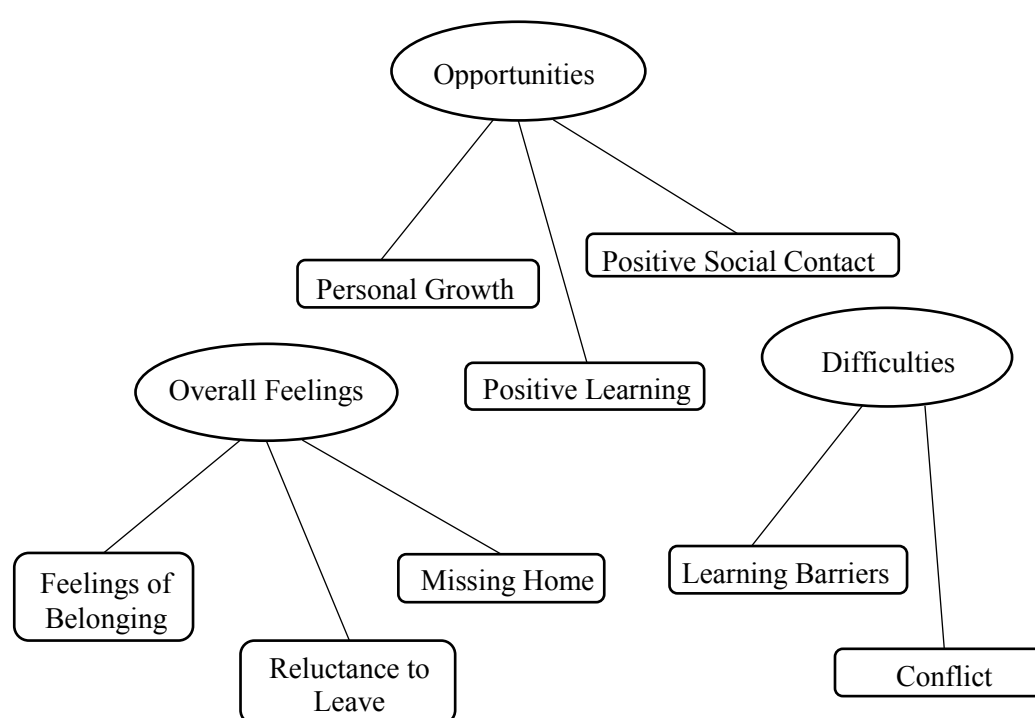 Opportunities
Positive Social Contact
Personal Growth
Positive Learning
Difficulties
Overall Feelings
Feelings of
Belonging
Missing Home
Reluctance to
Leave
Learning Barriers
Conflict